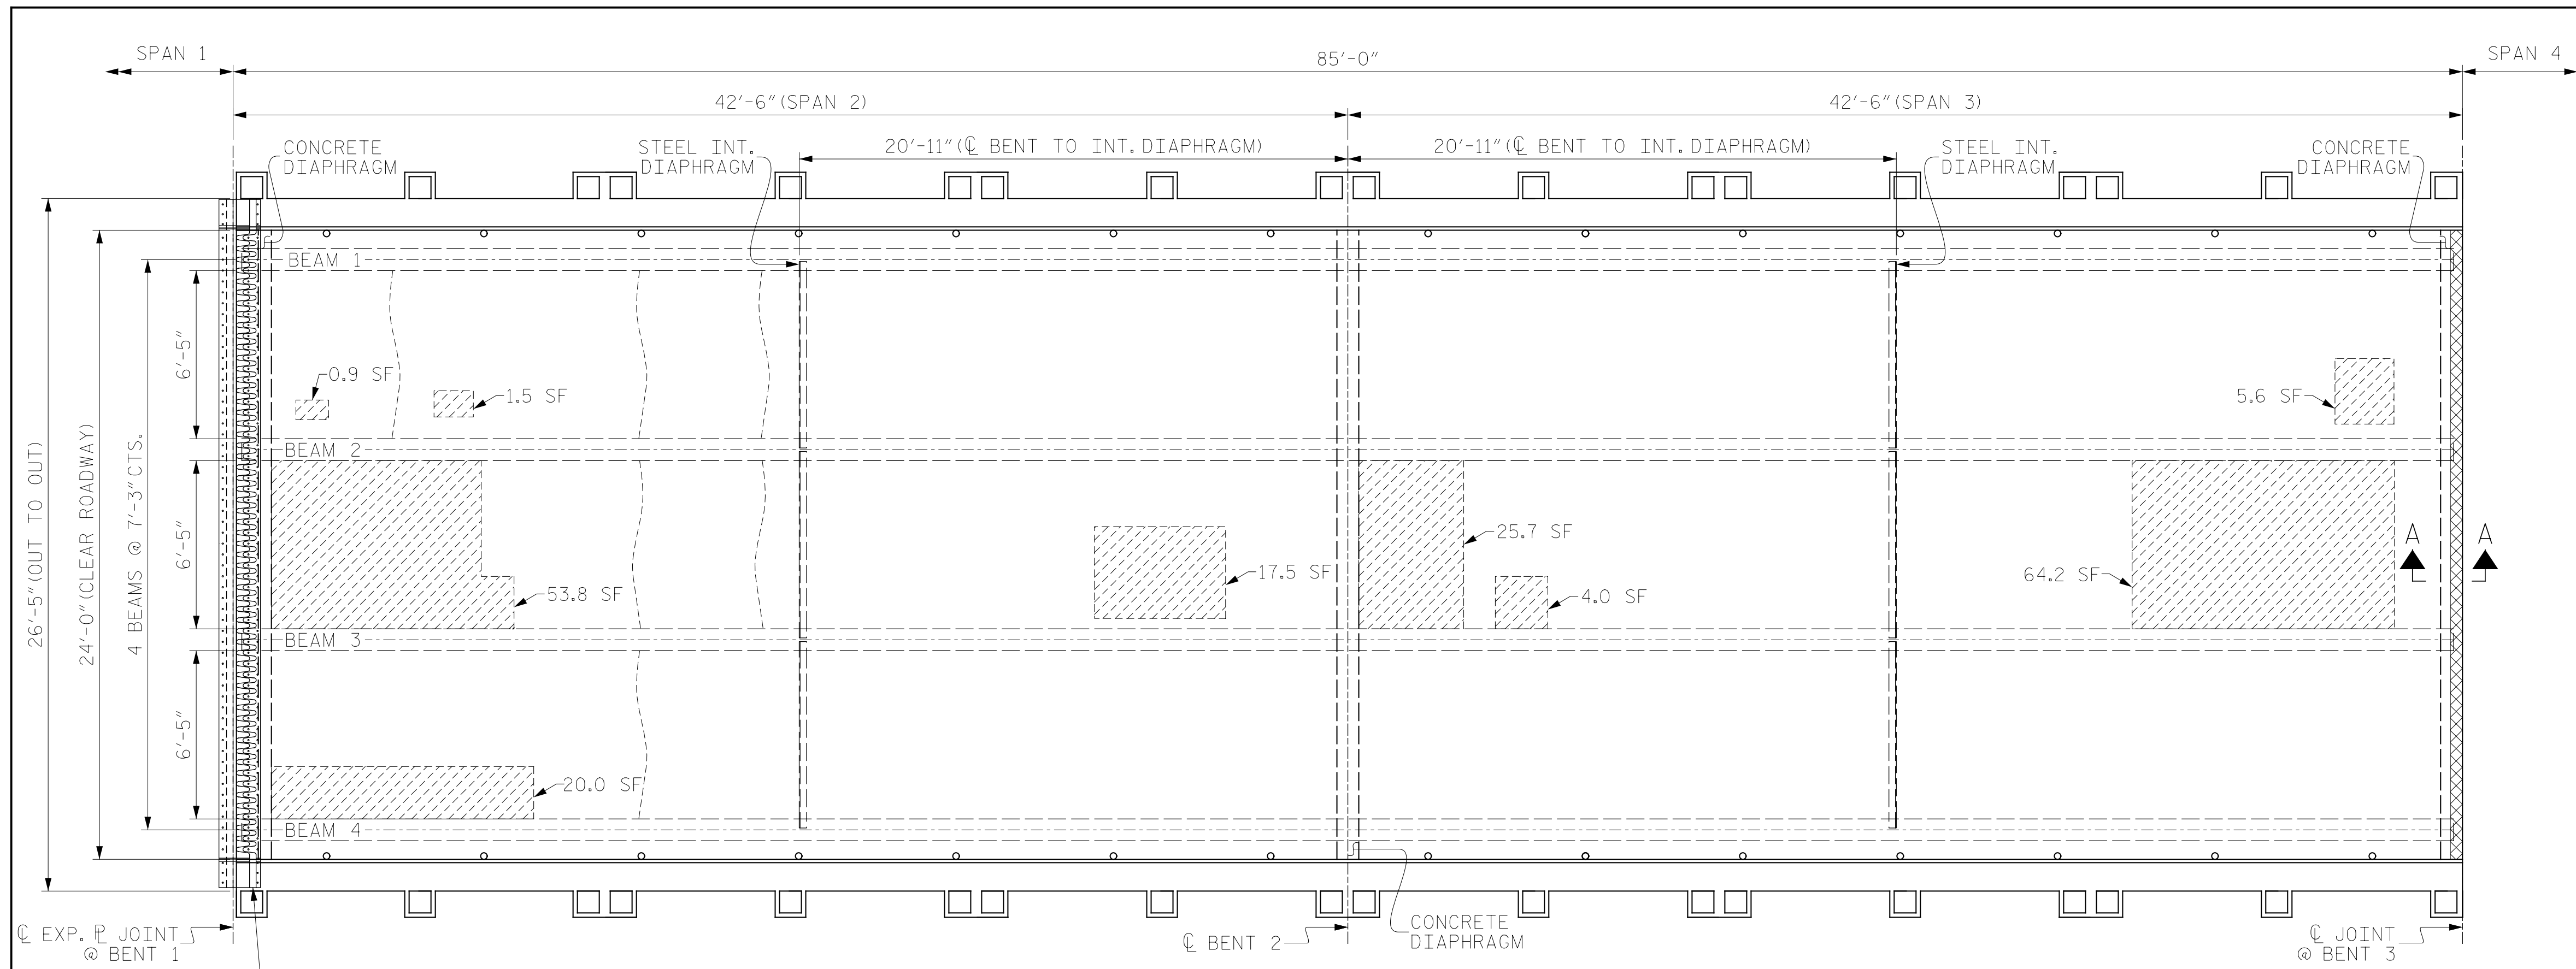 SPAN 1
85'-0"
SPAN 4
42'-6"(SPAN 2)
42'-6"(SPAN 3)
CONCRETE
DIAPHRAGM
STEEL INT.
DIAPHRAGM
20'-11"(℄ BENT TO INT. DIAPHRAGM)
20'-11"(℄ BENT TO INT. DIAPHRAGM)
STEEL INT.
DIAPHRAGM
CONCRETE
DIAPHRAGM
26'-5"(OUT TO OUT)
24'-0"(CLEAR ROADWAY)
4 BEAMS @ 7'-3" CTS.
6'-5"
6'-5"
6'-5"
BEAM 1
0.9 SF
1.5 SF
5.6 SF
BEAM 2
53.8 SF
17.5 SF
25.7 SF
4.0 SF
64.2 SF
A
A
BEAM 3
20.0 SF
BEAM 4
℄ EXP. ⅊ JOINT
@ BENT 1
℄ BENT 2
CONCRETE
DIAPHRAGM
℄ JOINT
@ BENT 3